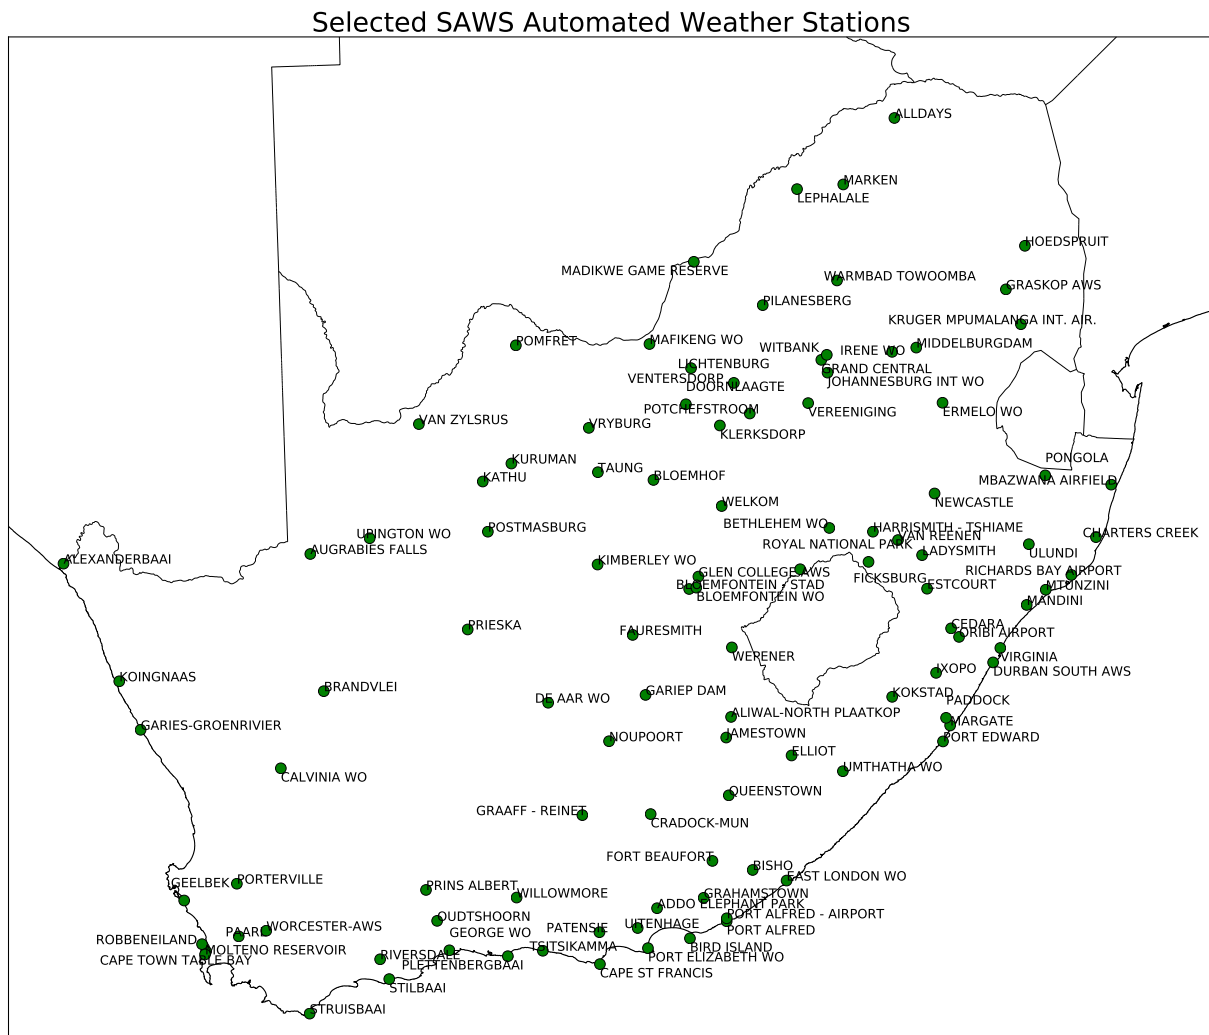 Selected SAWS Automated Weather Stations
ALLDAYS
MARKEN
LEPHALALE
HOEDSPRUIT
MADIKWE GAME RESERVE
WARMBAD TOWOOMBA
GRASKOP AWS
PILANESBERG
KRUGER MPUMALANGA INT. AIR.
POMFRET
MAFIKENG WO
WITBANK
IRENE WO
MIDDELBURGDAM
LICHTENBURG
GRAND CENTRAL
VENTERSDORP
DOORNLAAGTE
JOHANNESBURG INT WO
POTCHEFSTROOM
VEREENIGING
ERMELO WO
VAN ZYLSRUS
VRYBURG
KLERKSDORP
KURUMAN
PONGOLA
KATHU
TAUNG
BLOEMHOF
MBAZWANA AIRFIELD
WELKOM
NEWCASTLE
UPINGTON WO
POSTMASBURG
BETHLEHEM WO
HARRISMITH - TSHIAME
CHARTERS CREEK
VAN REENEN
ROYAL NATIONAL PARK
AUGRABIES FALLS
LADYSMITH
ULUNDI
ALEXANDERBAAI
KIMBERLEY WO
GLEN COLLEGE AWS
FICKSBURG
RICHARDS BAY AIRPORT
BLOEMFONTEIN - STAD
ESTCOURT
MTUNZINI
BLOEMFONTEIN WO
MANDINI
PRIESKA
FAURESMITH
CEDARA
ORIBI AIRPORT
WEPENER
VIRGINIA
KOINGNAAS
IXOPO
DURBAN SOUTH AWS
BRANDVLEI
DE AAR WO
GARIEP DAM
KOKSTAD
PADDOCK
GARIES-GROENRIVIER
ALIWAL-NORTH PLAATKOP
MARGATE
NOUPOORT
JAMESTOWN
PORT EDWARD
ELLIOT
CALVINIA WO
UMTHATHA WO
QUEENSTOWN
GRAAFF - REINET
CRADOCK-MUN
FORT BEAUFORT
BISHO
GEELBEK
PORTERVILLE
EAST LONDON WO
PRINS ALBERT
WILLOWMORE
GRAHAMSTOWN
ADDO ELEPHANT PARK
OUDTSHOORN
PORT ALFRED - AIRPORT
PAARL
WORCESTER-AWS
GEORGE WO
PATENSIE
UITENHAGE
PORT ALFRED
ROBBENEILAND
MOLTENO RESERVOIR
TSITSIKAMMA
BIRD ISLAND
CAPE TOWN TABLE BAY
RIVERSDALE
PLETTENBERGBAAI
PORT ELIZABETH WO
CAPE ST FRANCIS
STILBAAI
STRUISBAAI